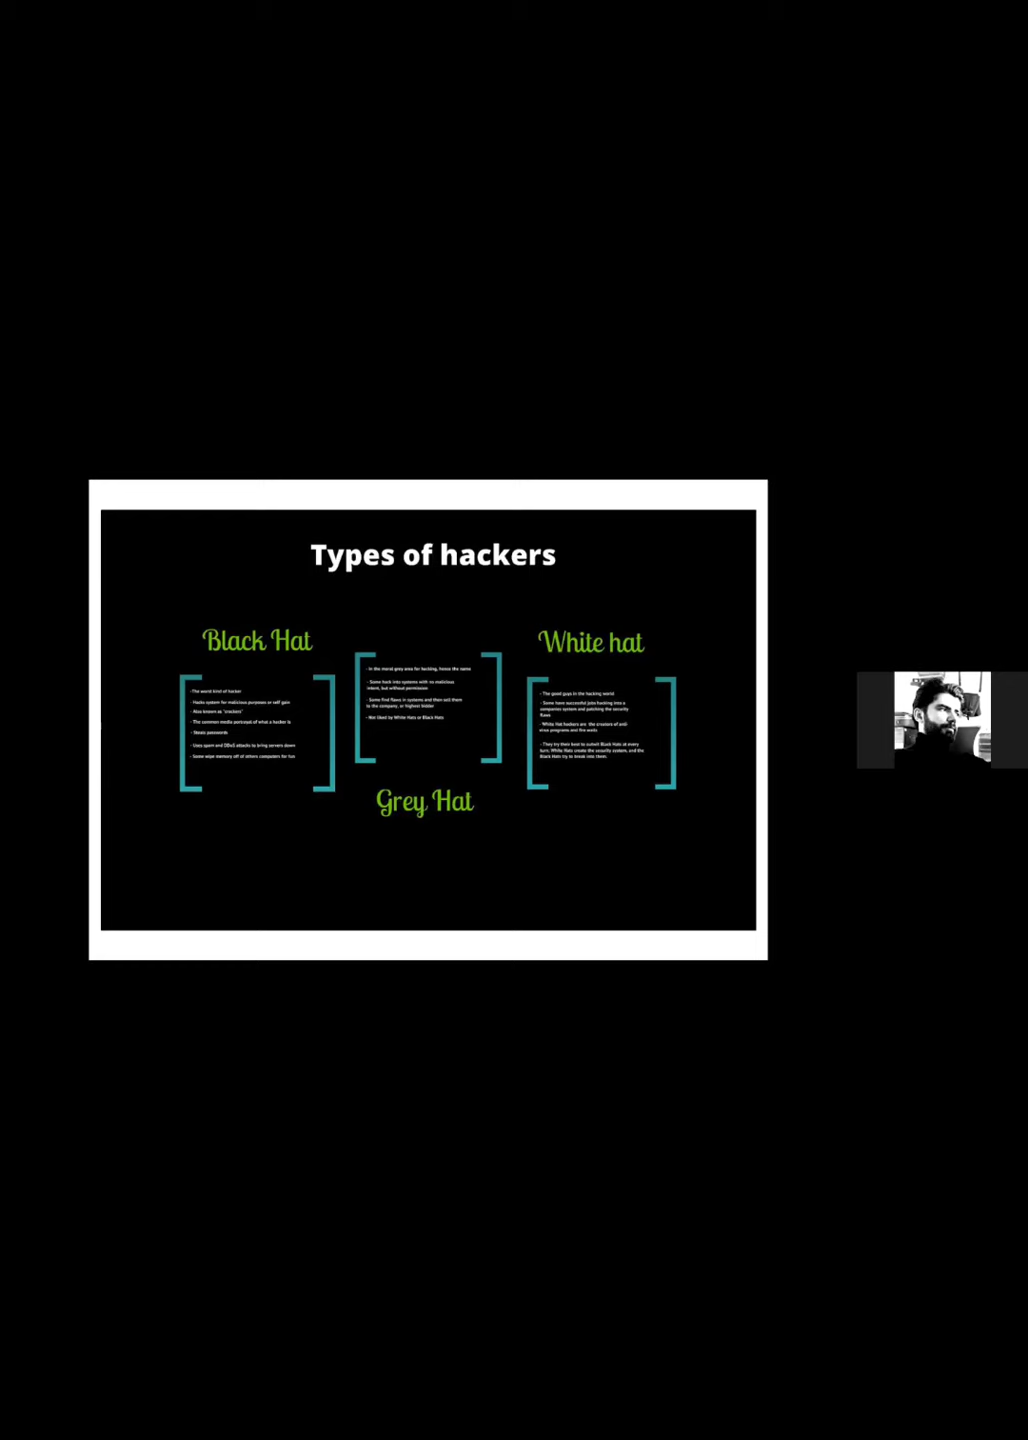 Types of hackers
Black Hat
-The worst kind of hacker
- Hacks system for malicious purposes or self gain
- Also known as "crackers"
- The common media portrayal of what a hacker is
- Steals passwords
- Uses spam and DDoS attacks to bring servers down
- Some wipe memory off of others computers for fun
- In the moral grey area for hacking, hence the name
- Some hack into systems with no malicious
intent, but without permission
- Some find flaws in systems and then sell them
to the company, or highest bidder
- Not liked by White Hats or Black Hats
Grey Hat
White hat
- The good guys in the hacking world
- Some have successful jobs hacking into a
companies system and patching the security
flaws
- White Hat hackers are the creators of anti-
virus programs and fire walls
- They try their best to outwit Black Hats at every
turn. White Hats create the security system, and the
Black Hats try to break into them.